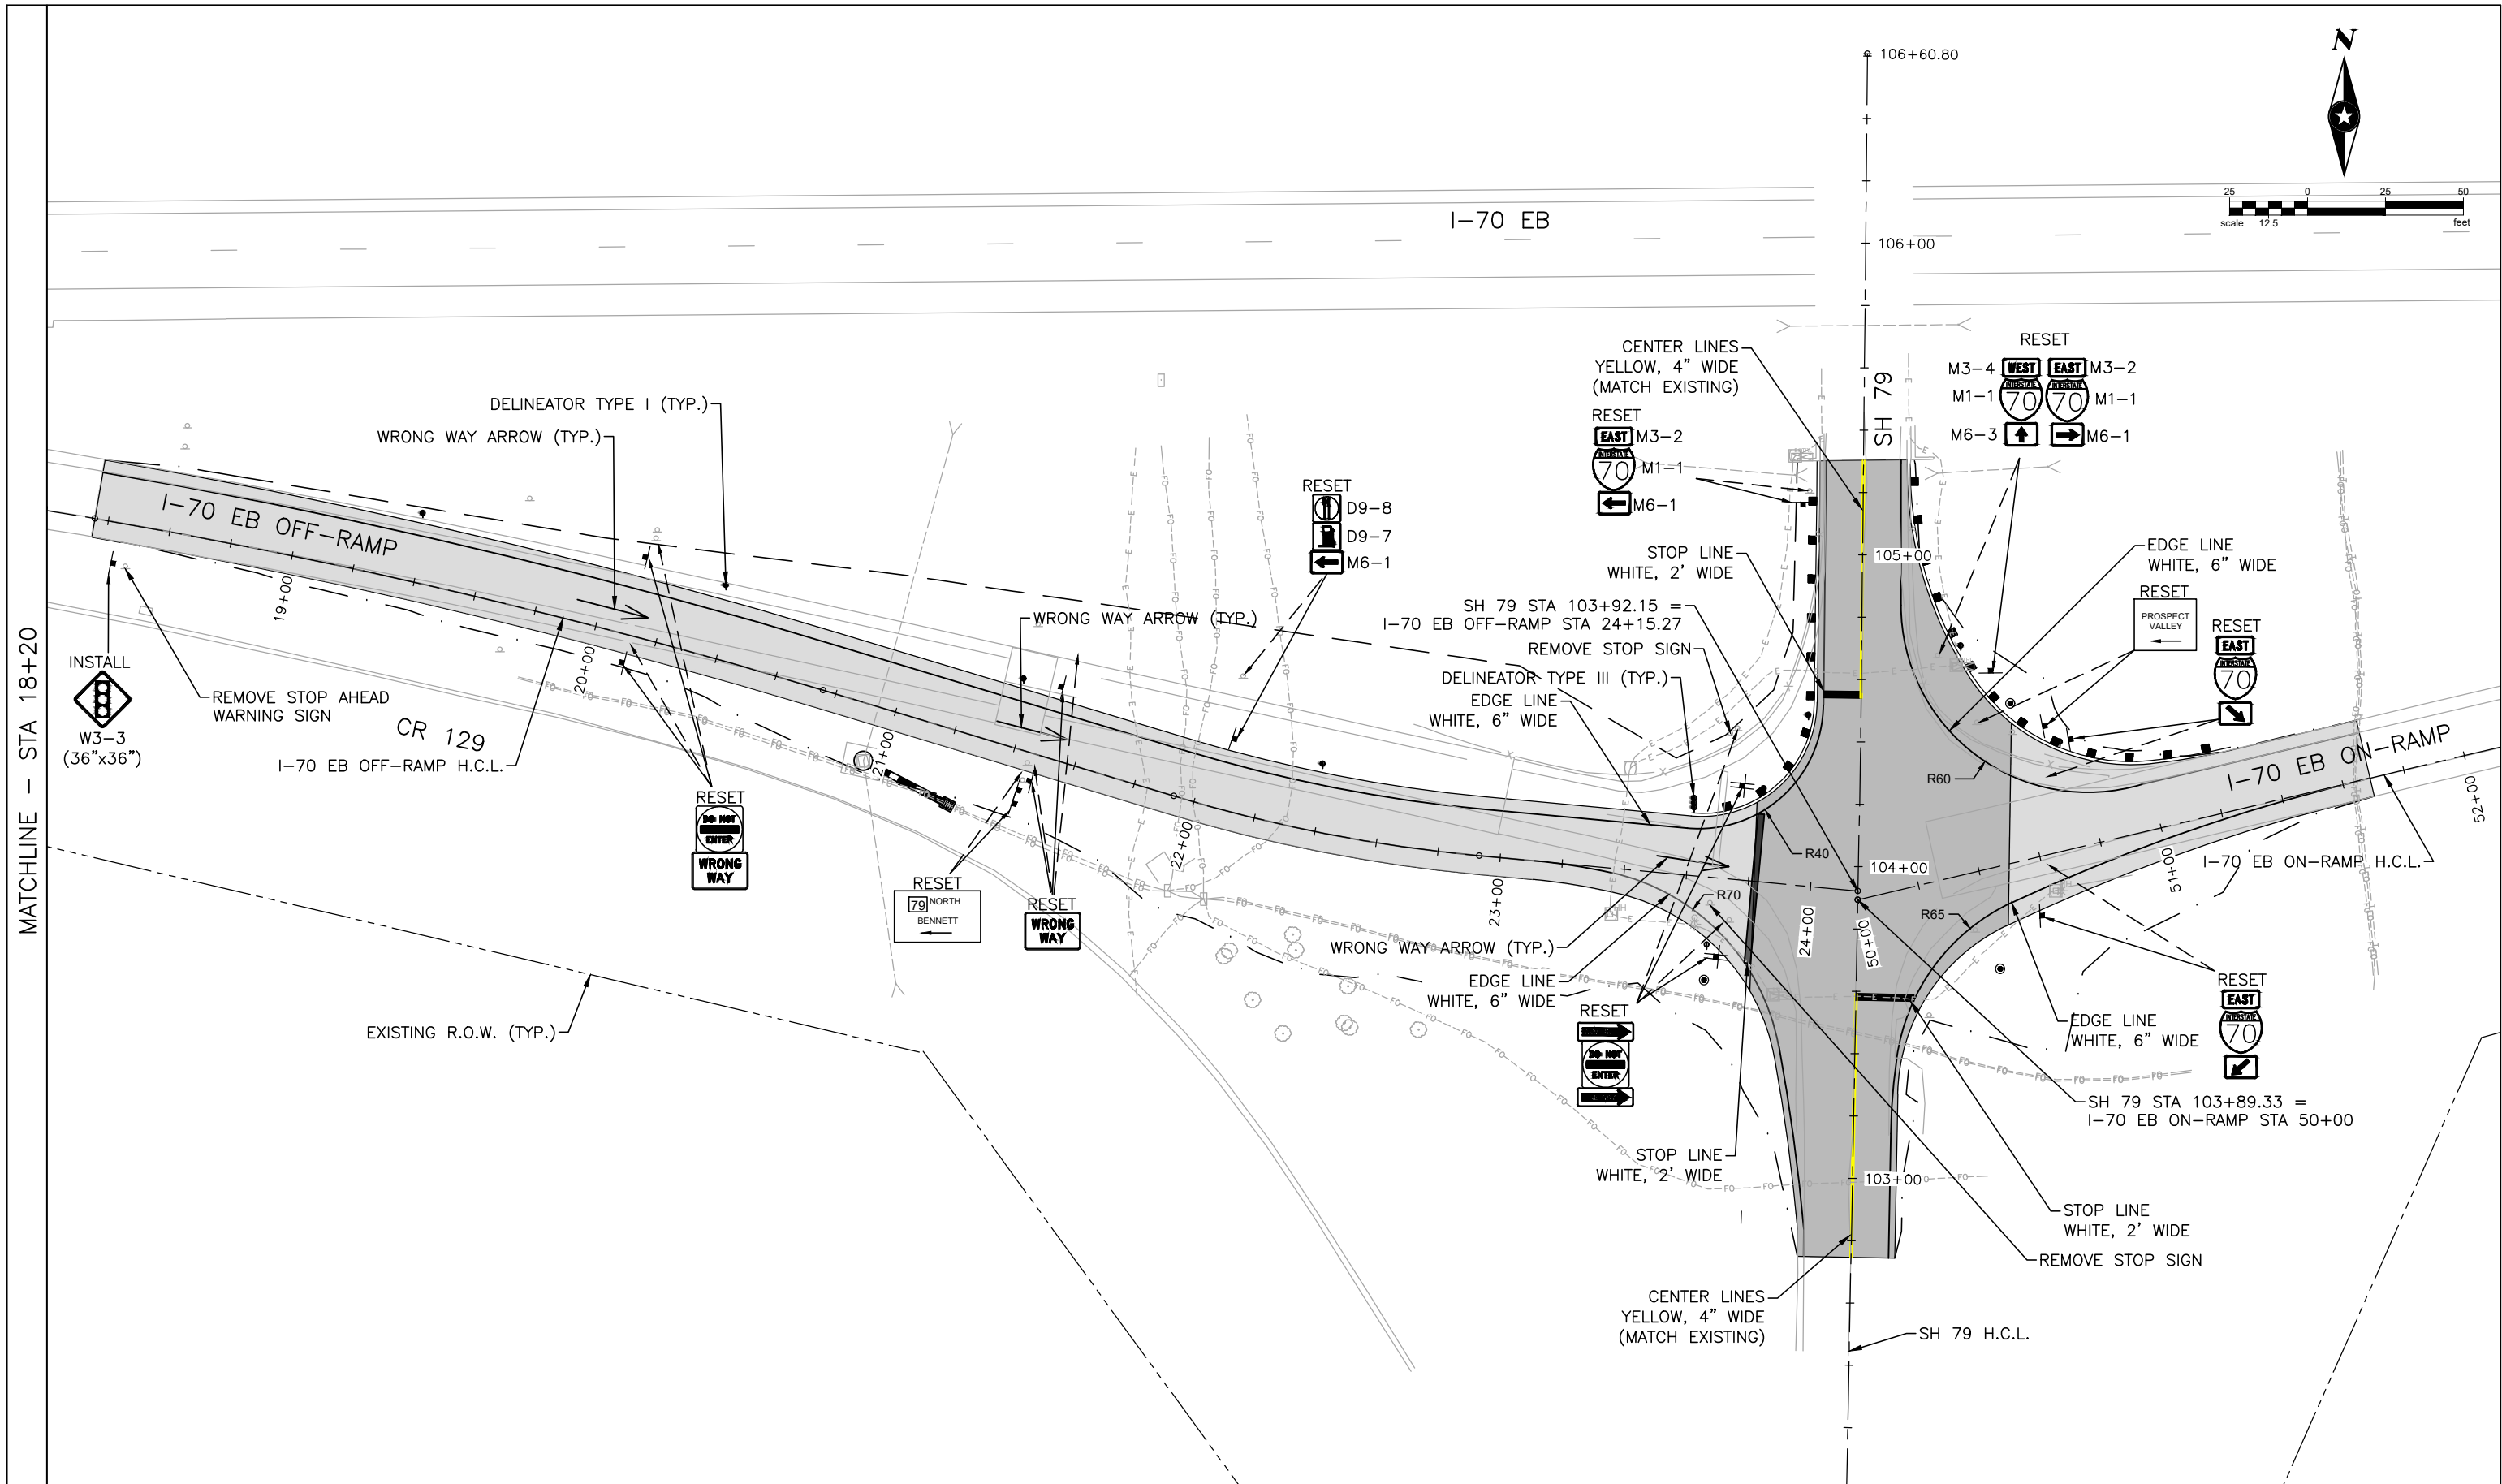 MATCHLINE – STA 18+20
N
106+60.80
25 0 25 50
scale 12.5 feet
I–70 EB
106+00
SH 79
CENTER LINES
YELLOW, 4” WIDE
(MATCH EXISTING)
RESET
M3–4 WEST EAST M3–2
M1–1 INTERSTATE 70 INTERSTATE 70 M1–1
M6–3 M6–1
RESET
EAST M3–2
INTERSTATE 70 M1–1
M6–1
DELINEATOR TYPE I (TYP.)
WRONG WAY ARROW (TYP.)
I–70 EB OFF–RAMP
RESET
D9–8
D9–7
M6–1
105+00
STOP LINE
WHITE, 2’ WIDE
EDGE LINE
WHITE, 6” WIDE
RESET
PROSPECT
VALLEY
RESET
EAST
INTERSTATE
70
SH 79 STA 103+92.15 =
I–70 EB OFF–RAMP STA 24+15.27
REMOVE STOP SIGN
DELINEATOR TYPE III (TYP.)
EDGE LINE
WHITE, 6” WIDE
WRONG WAY ARROW (TYP.)
19+00
20+00
21+00
22+00
23+00
24+00
INSTALL
W3–3
(36”x36”)
REMOVE STOP AHEAD
WARNING SIGN
CR 129
I–70 EB OFF–RAMP H.C.L.
RESET
DO NOT
ENTER
WRONG
WAY
RESET
79 NORTH
BENNETT
RESET
WRONG
WAY
R60
R40
R70
R65
104+00
50+00
51+00
52+00
I–70 EB ON–RAMP
I–70 EB ON–RAMP H.C.L.
WRONG WAY ARROW (TYP.)
EDGE LINE
WHITE, 6” WIDE
RESET
DO NOT
ENTER
EXISTING R.O.W. (TYP.)
EDGE LINE
WHITE, 6” WIDE
RESET
EAST
INTERSTATE
70
SH 79 STA 103+89.33 =
I–70 EB ON–RAMP STA 50+00
STOP LINE
WHITE, 2’ WIDE
103+00
STOP LINE
WHITE, 2’ WIDE
REMOVE STOP SIGN
CENTER LINES
YELLOW, 4” WIDE
(MATCH EXISTING)
SH 79 H.C.L.